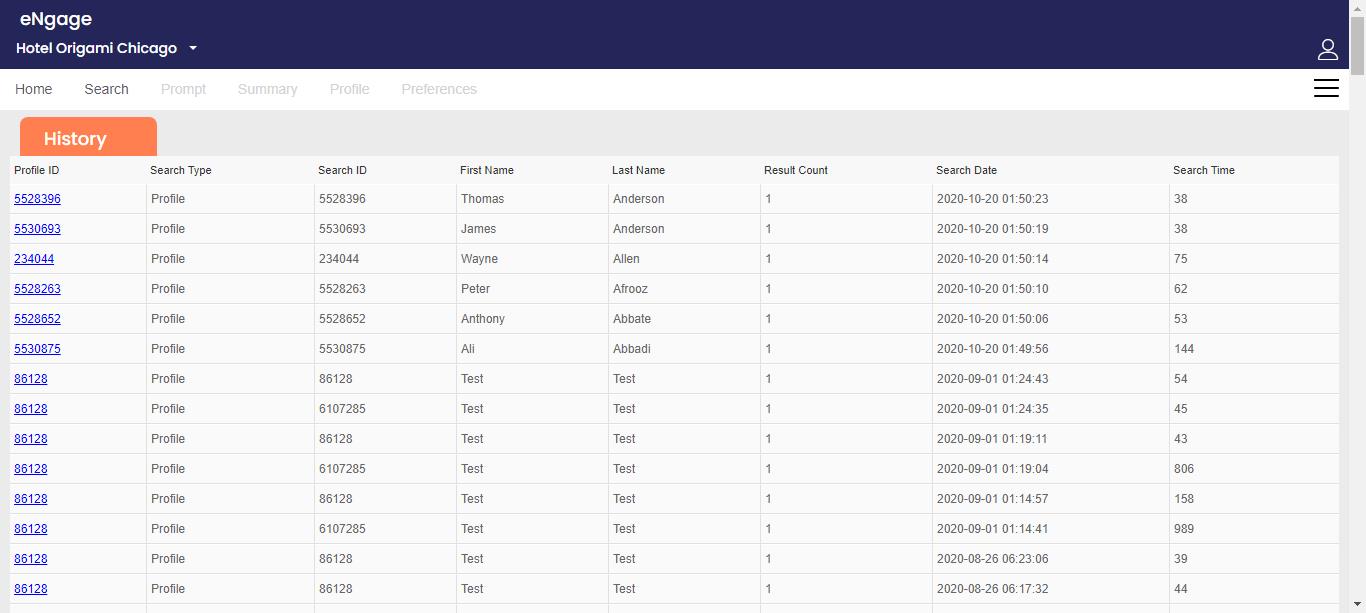 eNgage
Hotel Origami Chicago
Home Search Prompt Summary Profile Preferences
History
Profile ID Search Type Search ID First Name Last Name Result Count Search Date Search Time
5528396 Profile 5528396 Thomas Anderson 1 2020-10-20 01:50:23 38
5530693 Profile 5530693 James Anderson 1 2020-10-20 01:50:19 38
234044 Profile 234044 Wayne Allen 1 2020-10-20 01:50:14 75
5528263 Profile 5528263 Peter Afrooz 1 2020-10-20 01:50:10 62
5528652 Profile 5528652 Anthony Abbate 1 2020-10-20 01:50:06 53
5530875 Profile 5530875 Ali Abbadi 1 2020-10-20 01:49:56 144
86128 Profile 86128 Test Test 1 2020-09-01 01:24:43 54
86128 Profile 6107285 Test Test 1 2020-09-01 01:24:35 45
86128 Profile 86128 Test Test 1 2020-09-01 01:19:11 43
86128 Profile 6107285 Test Test 1 2020-09-01 01:19:04 806
86128 Profile 86128 Test Test 1 2020-09-01 01:14:57 158
86128 Profile 6107285 Test Test 1 2020-09-01 01:14:41 989
86128 Profile 86128 Test Test 1 2020-08-26 06:23:06 39
86128 Profile 86128 Test Test 1 2020-08-26 06:17:32 44